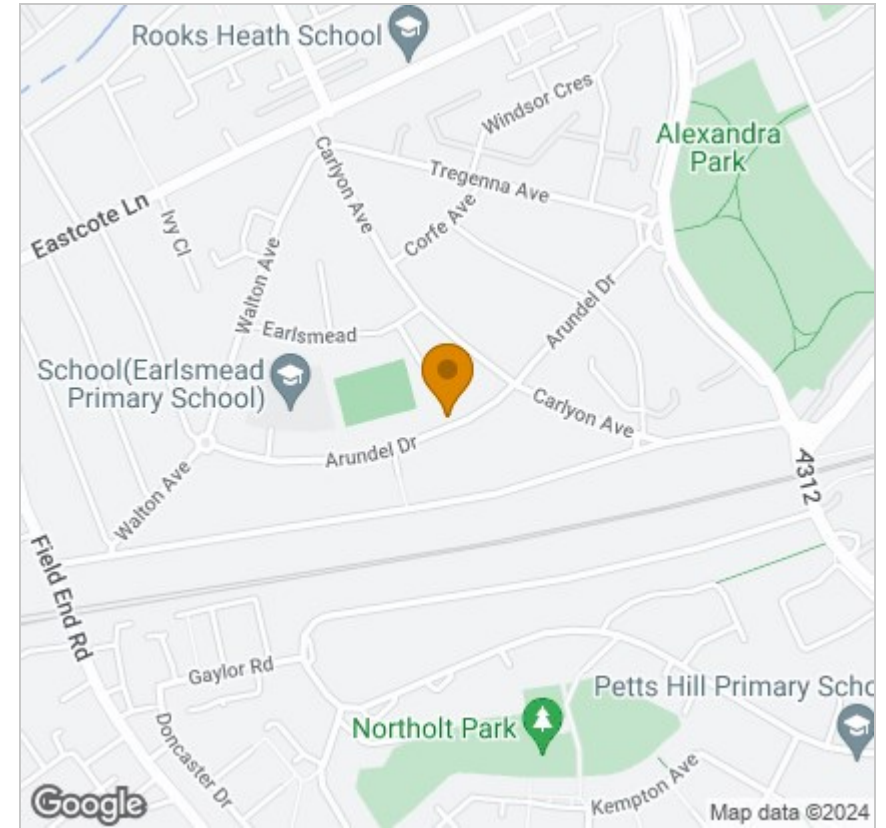 Rooks Heath School
Windsor Cres
Alexandra
Park
Carlyon Ave
Tregenna Ave
Eastcote Ln
Ivy Cl
Corfe Ave
Walton Ave
Arundel Dr
Earlsmead
School(Earlsmead
Primary School)
Carlyon Ave
Arundel Dr
Walton Ave
A312
Field End Rd
Gaylor Rd
Petts Hill Primary Scho
Doncaster Dr
Northolt Park
Kempton Ave
Google
Map data ©2024